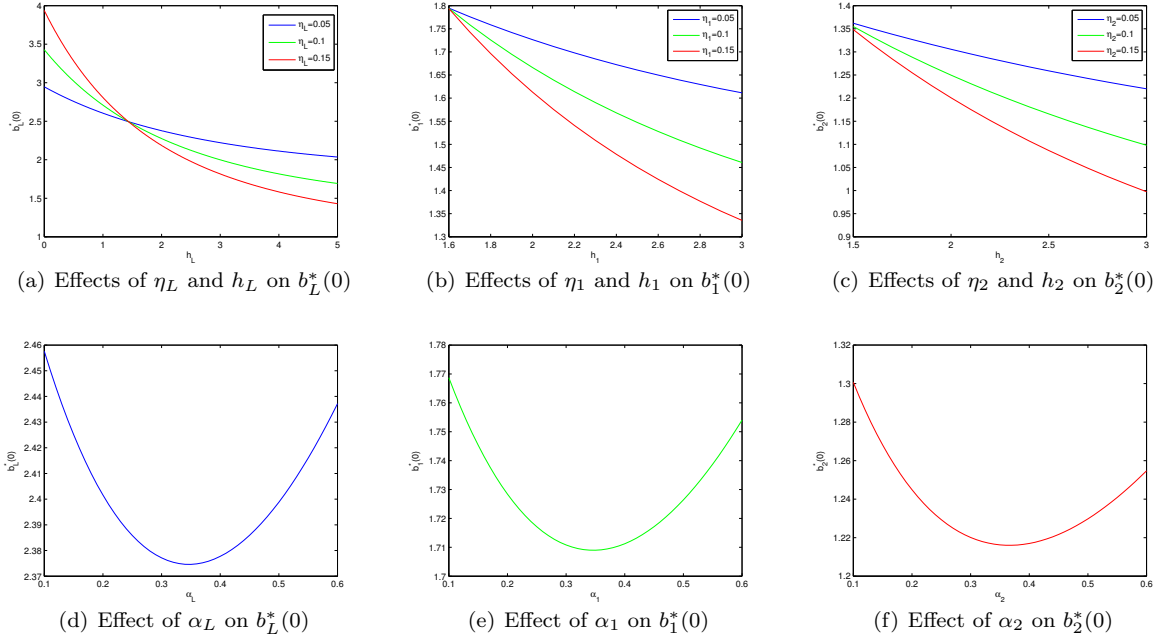 4
3.5
3
2.5
2
1.5
1
0 1 2 3 4 5
h_L
b*_L(0)
η_L=0.05
η_L=0.1
η_L=0.15
(a) Effects of η_L and h_L on b*_L(0)
1.8
1.75
1.7
1.65
1.6
1.55
1.5
1.45
1.4
1.35
1.3
1.6 1.8 2 2.2 2.4 2.6 2.8 3
h_1
b*_1(0)
η_1=0.05
η_1=0.1
η_1=0.15
(b) Effects of η_1 and h_1 on b*_1(0)
1.4
1.35
1.3
1.25
1.2
1.15
1.1
1.05
1
0.95
0.9
1.5 2 2.5 3
h_2
b*_2(0)
η_2=0.05
η_2=0.1
η_2=0.15
(c) Effects of η_2 and h_2 on b*_2(0)
2.46
2.45
2.44
2.43
2.42
2.41
2.4
2.39
2.38
2.37
0.1 0.2 0.3 0.4 0.5 0.6
α_L
b*_L(0)
(d) Effect of α_L on b*_L(0)
1.78
1.77
1.76
1.75
1.74
1.73
1.72
1.71
1.7
0.1 0.2 0.3 0.4 0.5 0.6
α_1
b*_1(0)
(e) Effect of α_1 on b*_1(0)
1.32
1.3
1.28
1.26
1.24
1.22
1.2
0.1 0.2 0.3 0.4 0.5 0.6
α_2
b*_2(0)
(f) Effect of α_2 on b*_2(0)